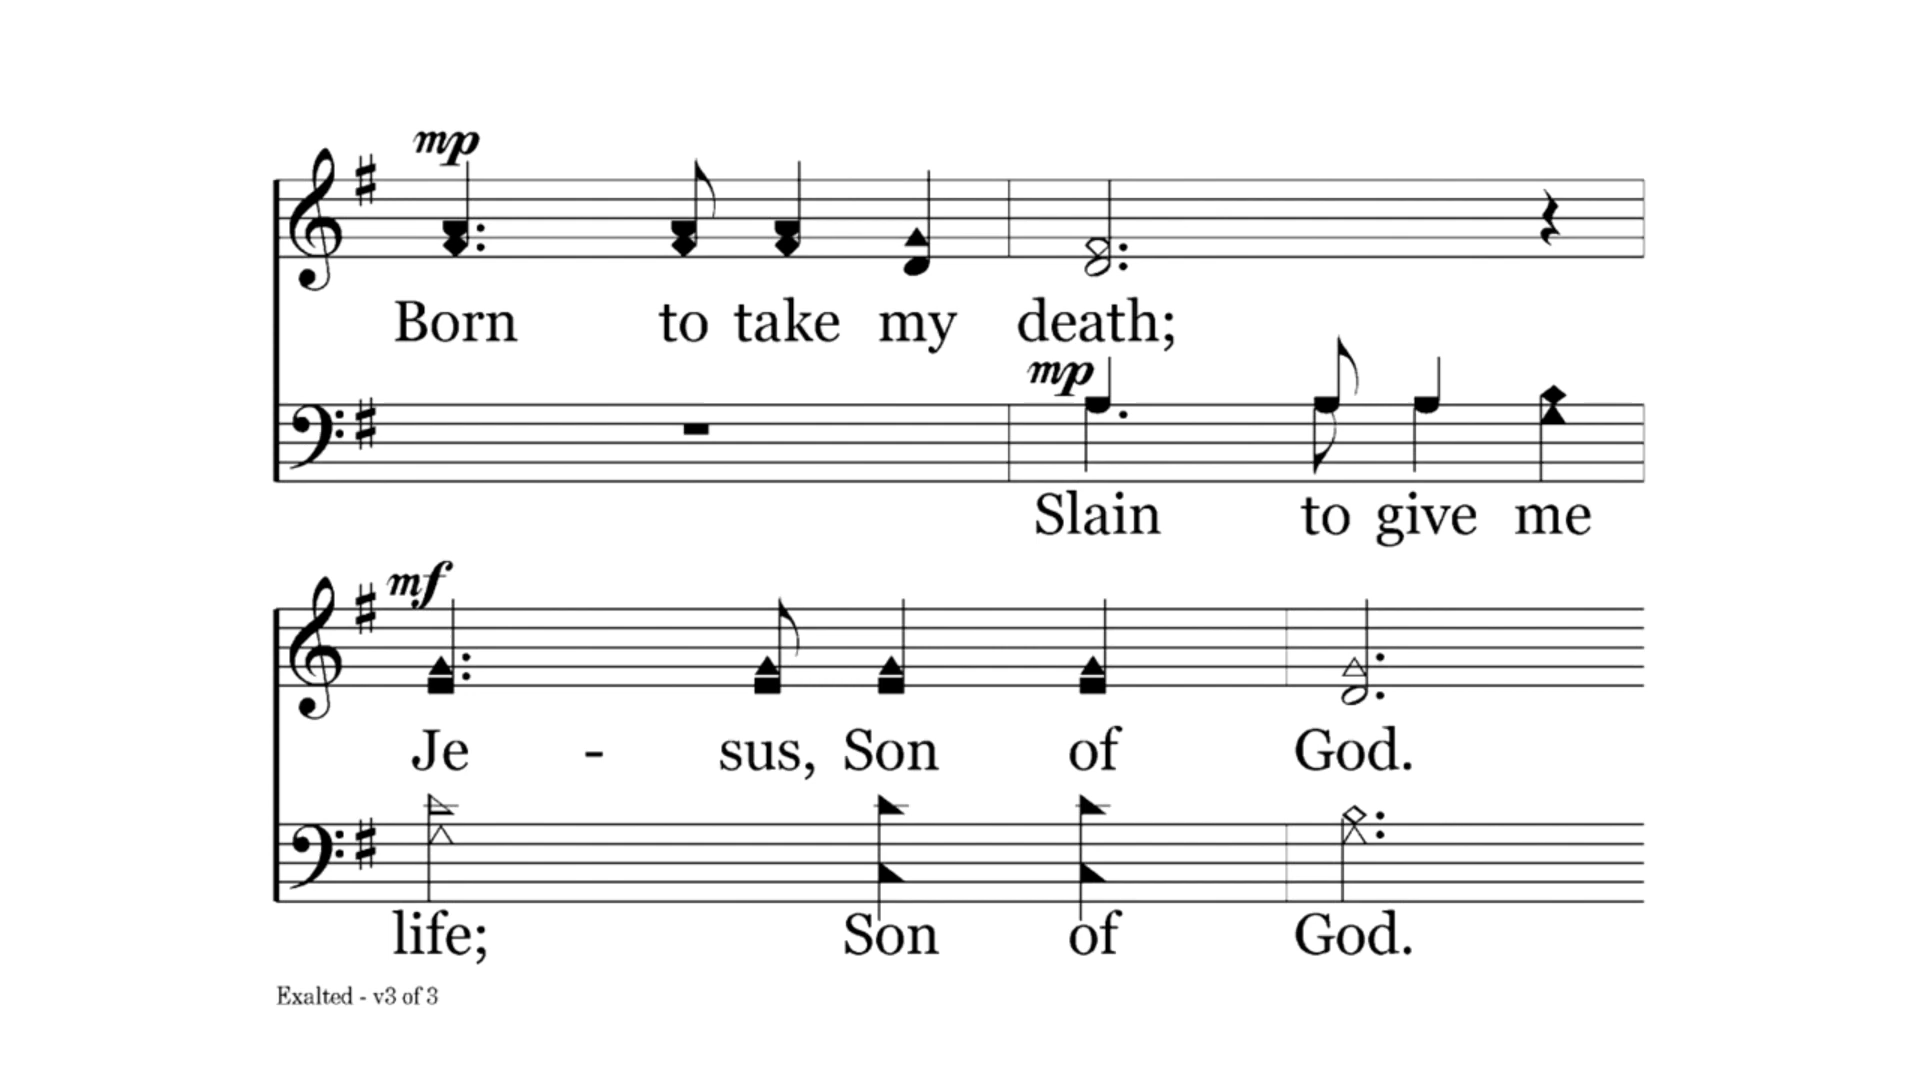 mp
Born to take my death;
mp
Slain to give me
mf
Je - sus, Son of God.
life; Son of God.
Exalted - v3 of 3